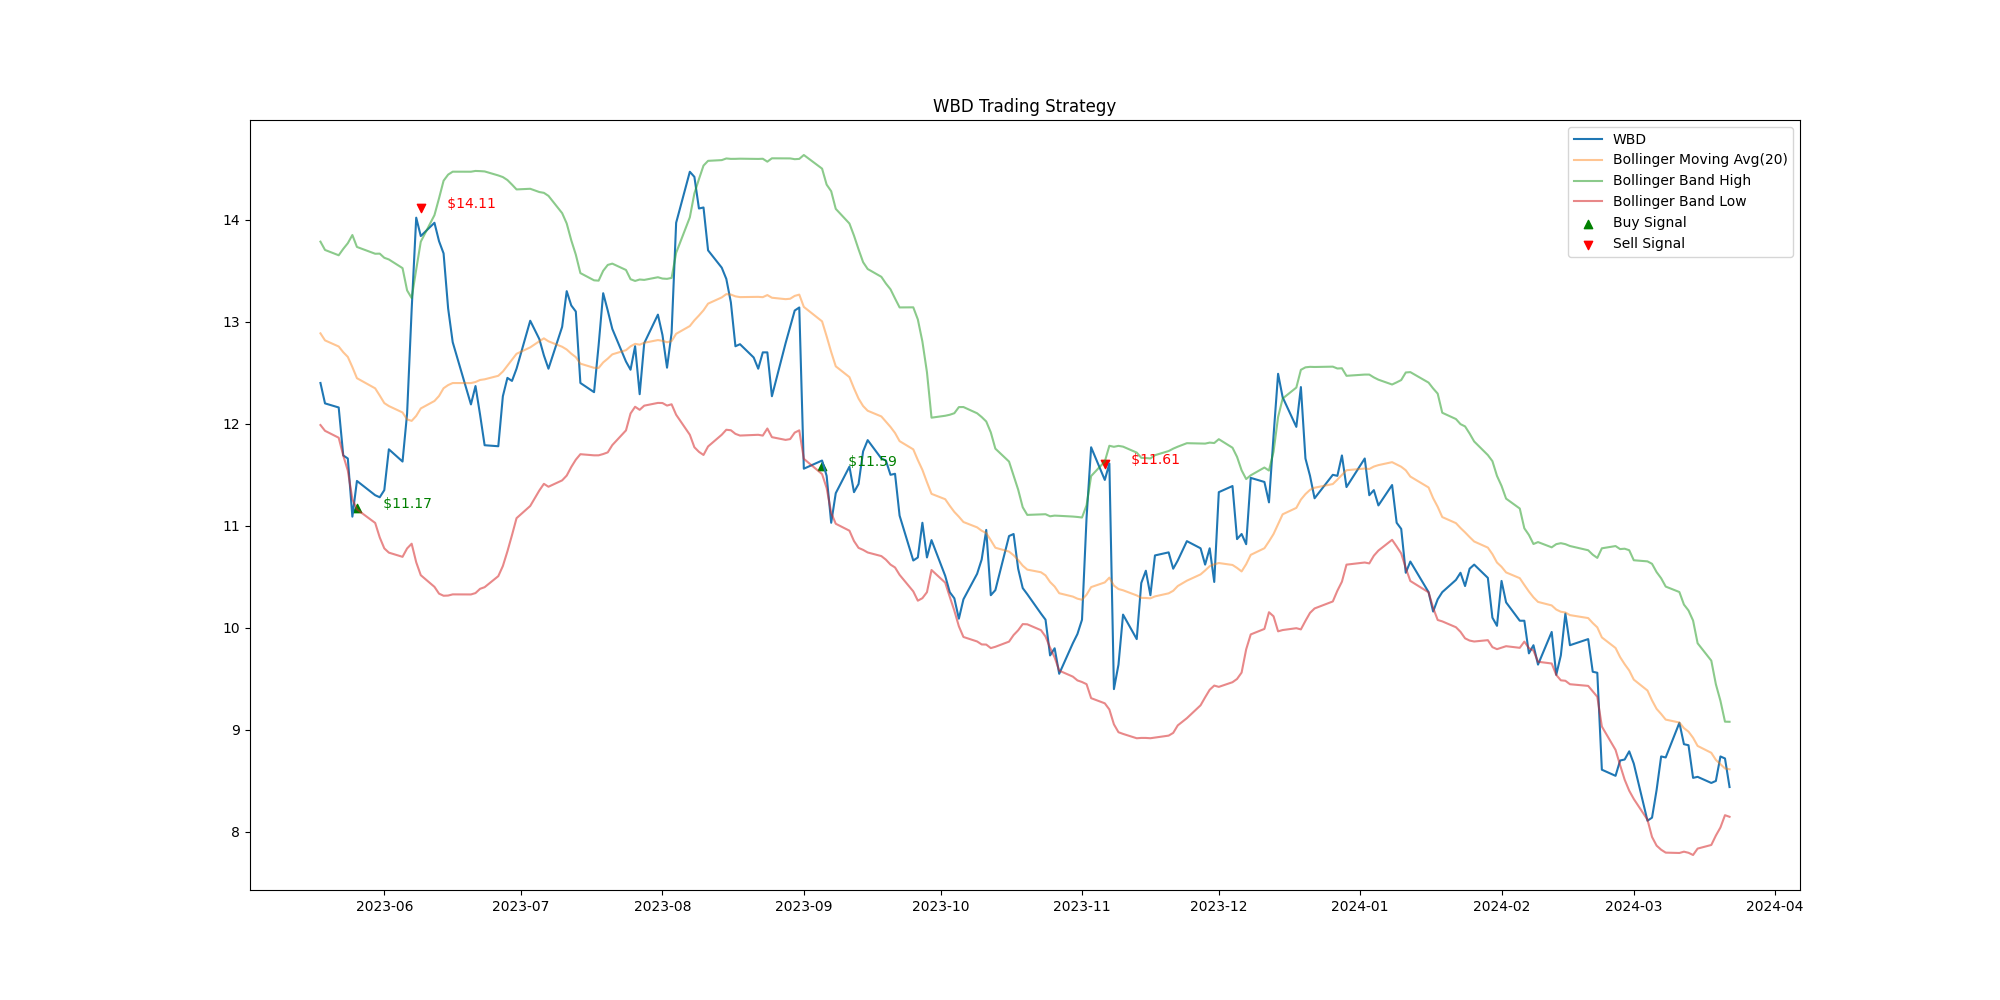 WBD Trading Strategy
WBD
Bollinger Moving Avg(20)
Bollinger Band High
Bollinger Band Low
Buy Signal
Sell Signal
$14.11
$11.17
$11.59
$11.61
14
13
12
11
10
9
8
2023-06 2023-07 2023-08 2023-09 2023-10 2023-11 2023-12 2024-01 2024-02 2024-03 2024-04